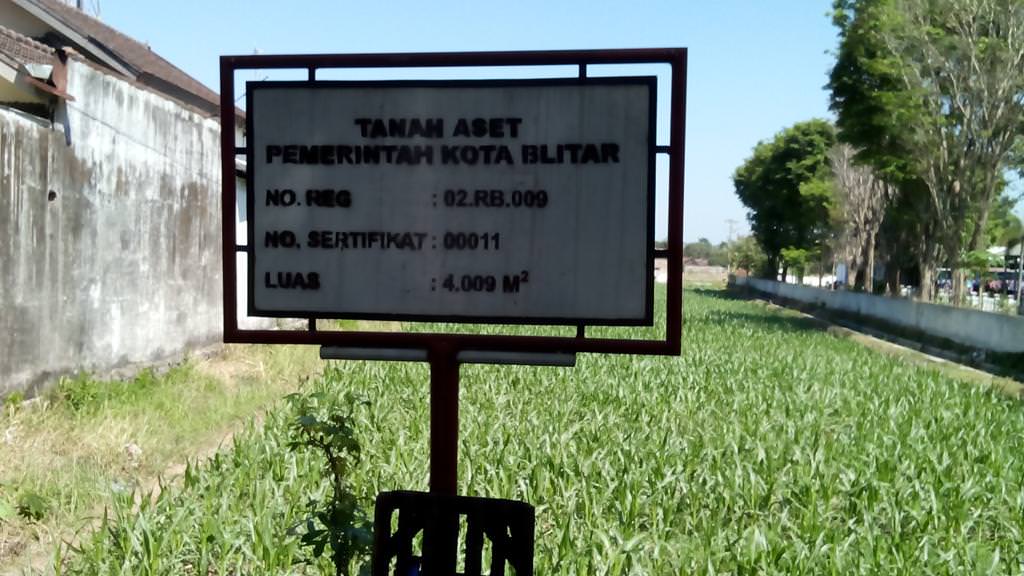 TANAH ASET
PEMERINTAH KOTA BLITAR
NO. REG : 02.RB.009
NO. SERTIFIKAT : 00011
LUAS : 4.009 M²